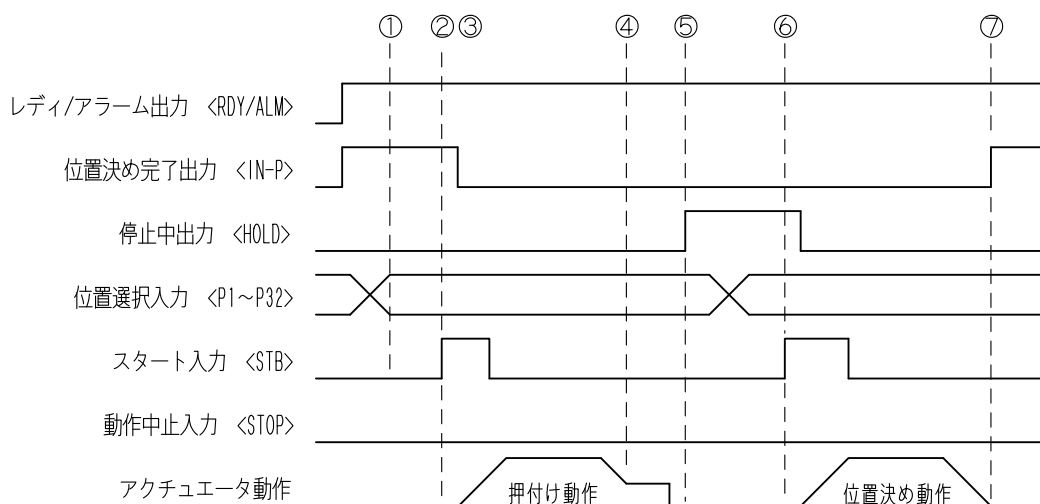 ① ② ③ ④ ⑤ ⑥ ⑦
レディ/アラーム出力 <RDY/ALM>
位置決め完了出力 <IN-P>
停止中出力 <HOLD>
位置選択入力 <P1~P32>
スタート入力 <STB>
動作中止入力 <STOP>
アクチュエータ動作 押付け動作 位置決め動作